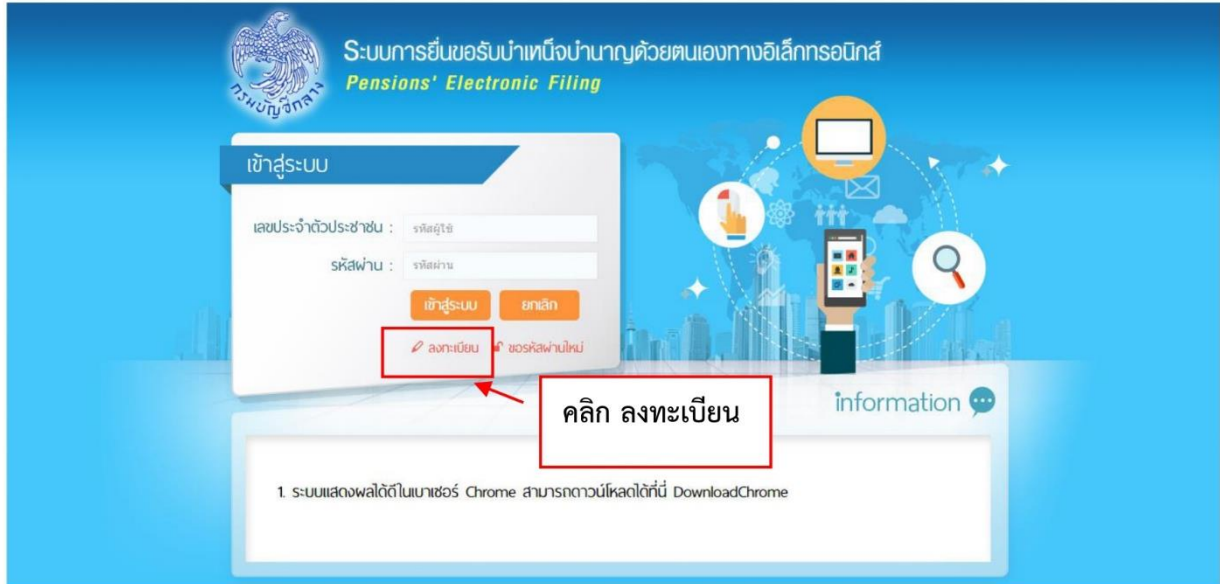 ระบบการยื่นขอรับบำเหน็จบำนาญด้วยตนเองทางอิเล็กทรอนิกส์
Pensions' Electronic Filing
กรมบัญชีกลาง
เข้าสู่ระบบ
เลขประจำตัวประชาชน : รหัสผู้ใช้
รหัสผ่าน : รหัสผ่าน
เข้าสู่ระบบ ยกเลิก
ลงทะเบียน ขอรหัสผ่านใหม่
คลิก ลงทะเบียน
information
1. ระบบแสดงผลได้ดีในเบาเซอร์ Chrome สามารถดาวน์โหลดได้ที่นี่ DownloadChrome